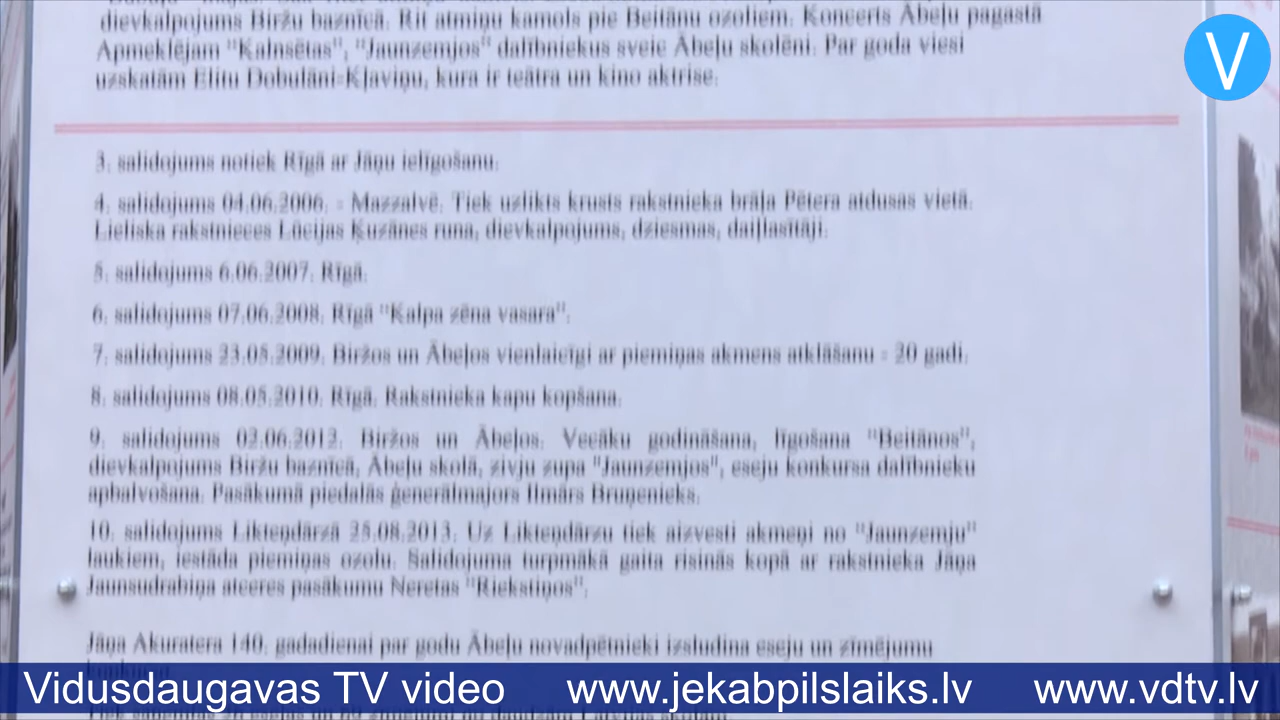 dievkalpojums Biržu baznīcā. Rit atmiņu kamols pie Beitānu ozoliem. Koncerts Ābeļu pagastā
Apmeklējam "Kalnsētas", "Jaunzemjos" dalībniekus sveic Ābeļu skolēni. Par goda viesi
uzskatām Elitu Dobulāni-Kļaviņu, kura ir teātra un kino aktrise.
3. salidojums notiek Rīgā ar Jāņu ielīgošanu.
4. salidojums 04.06.2006. - Mazzalvē. Tiek uzlikts krusts rakstnieka brāļa Pētera atdusas vietā.
Lieliska rakstnieces Lūcijas Ķuzānes runa, dievkalpojums, dziesmas, daiļlasītāji.
5. salidojums 6.06.2007. Rīgā.
6. salidojums 07.06.2008. Rīgā "Kalpa zēna vasara".
7. salidojums 23.05.2009. Biržos un Ābeļos vienlaicīgi ar piemiņas akmens atklāšanu - 20 gadi.
8. salidojums 08.05.2010. Rīgā. Rakstnieka kapu kopšana.
9. salidojums 02.06.2012. Biržos un Ābeļos. Vecāku godināšana, līgošana "Beitānos",
dievkalpojums Biržu baznīcā, Ābeļu skolā, zivju zupa "Jaunzemjos", eseju konkursa dalībnieku
apbalvošana. Pasākumā piedalās ģenerālmajors Ilmārs Bruņenieks.
10. salidojums Likteņdārzā 25.08.2013. Uz Likteņdārzu tiek aizvesti akmeņi no "Jaunzemju"
laukiem, iestāda piemiņas ozolu. Salidojuma turpmākā gaita risinās kopā ar rakstnieka Jāņa
Jaunsudrabiņa atceres pasākumu Neretas "Riekstiņos".
Jāņa Akuratera 140. gadadienai par godu Ābeļu novadpētnieki izsludina eseju un zīmējumu
V
Vidusdaugavas TV video www.jekabpilslaiks.lv www.vdtv.lv